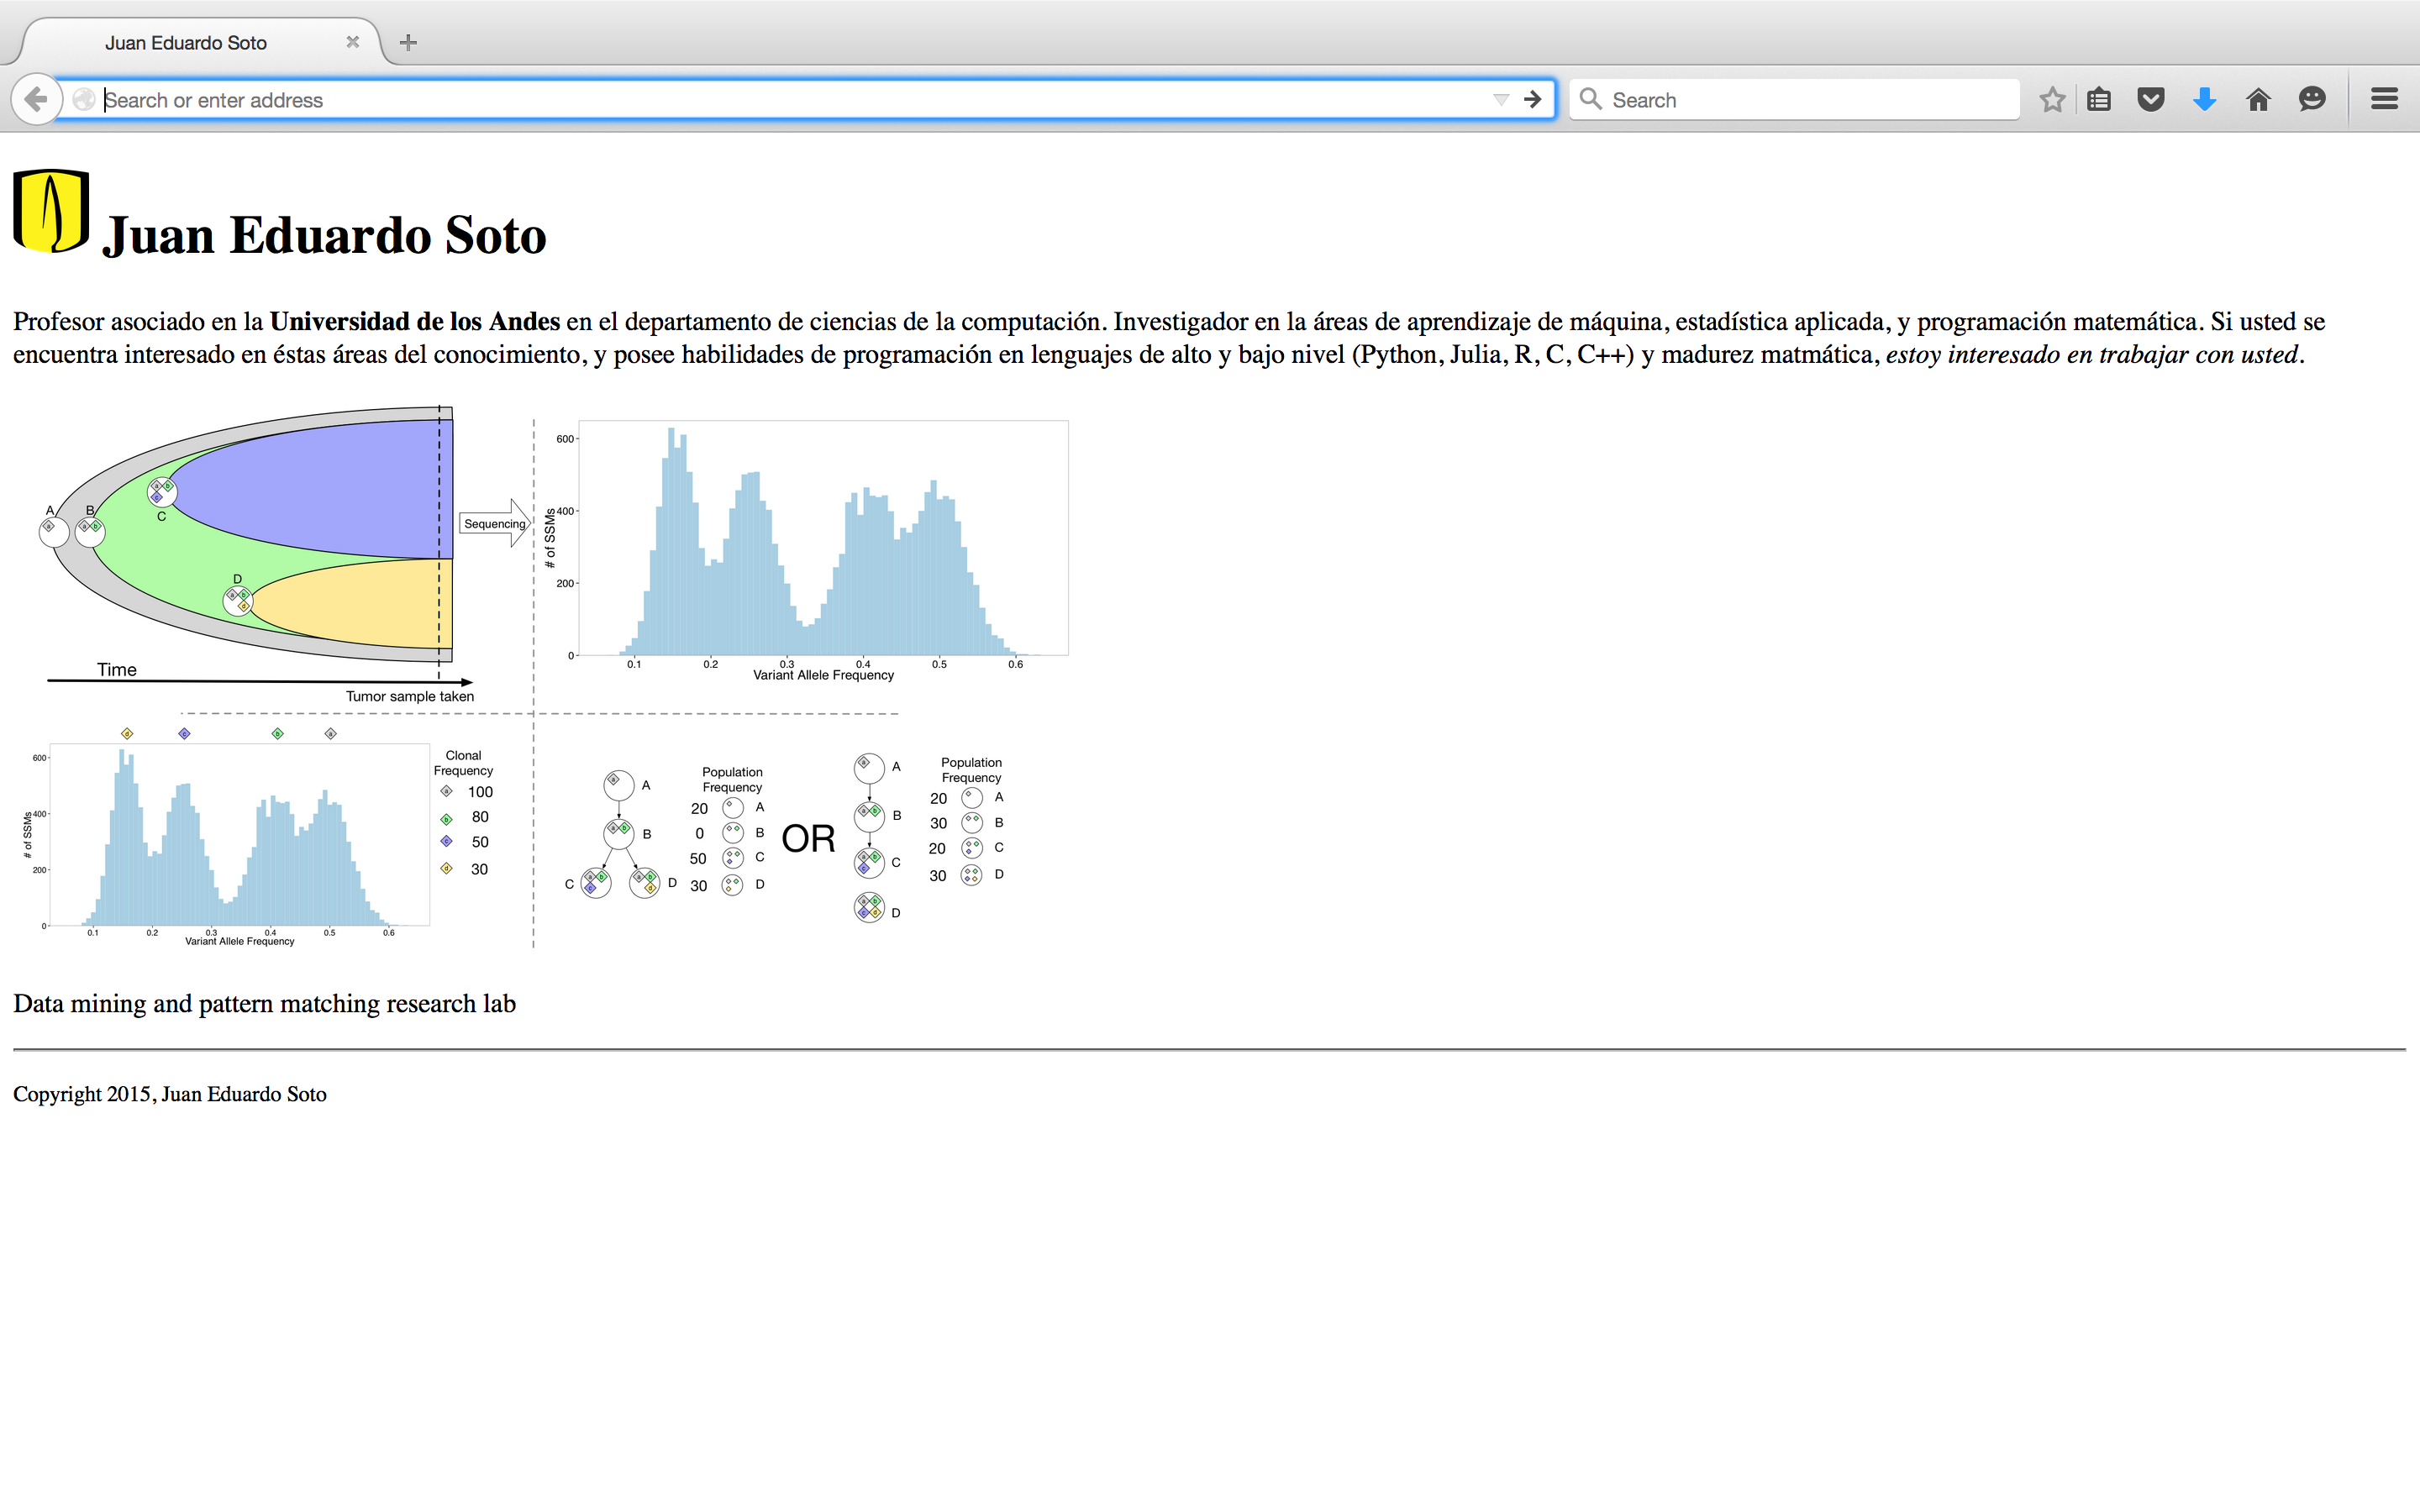 Juan Eduardo Soto
Search or enter address
Search
Juan Eduardo Soto
Profesor asociado en la Universidad de los Andes en el departamento de ciencias de la computación. Investigador en la áreas de aprendizaje de máquina, estadística aplicada, y programación matemática. Si usted se
encuentra interesado en éstas áreas del conocimiento, y posee habilidades de programación en lenguajes de alto y bajo nivel (Python, Julia, R, C, C++) y madurez matmática, estoy interesado en trabajar con usted.
A
a
B
a b
a b
c
C
D
a b
d
Time
Tumor sample taken
Sequencing
# of SSMs
600
400
200
0
0.1 0.2 0.3 0.4 0.5 0.6
Variant Allele Frequency
d c b a
# of SSMs
600
400
200
0
0.1 0.2 0.3 0.4 0.5 0.6
Variant Allele Frequency
Clonal
Frequency
a 100
b 80
c 50
d 30
a A
a b B
C a b c
a b d D
Population
Frequency
20 A
0 B
50 C
30 D
OR
a A
a b B
a b c C
a b c d D
Population
Frequency
20 A
30 B
20 C
30 D
Data mining and pattern matching research lab
Copyright 2015, Juan Eduardo Soto